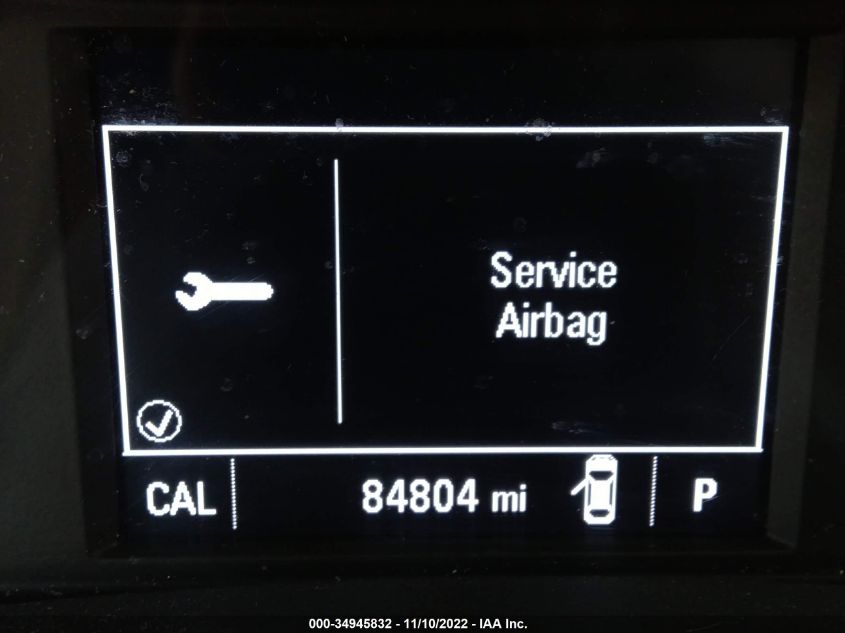 Service
Airbag
CAL
84804 mi
P
000-34945832 - 11/10/2022 - IAA Inc.